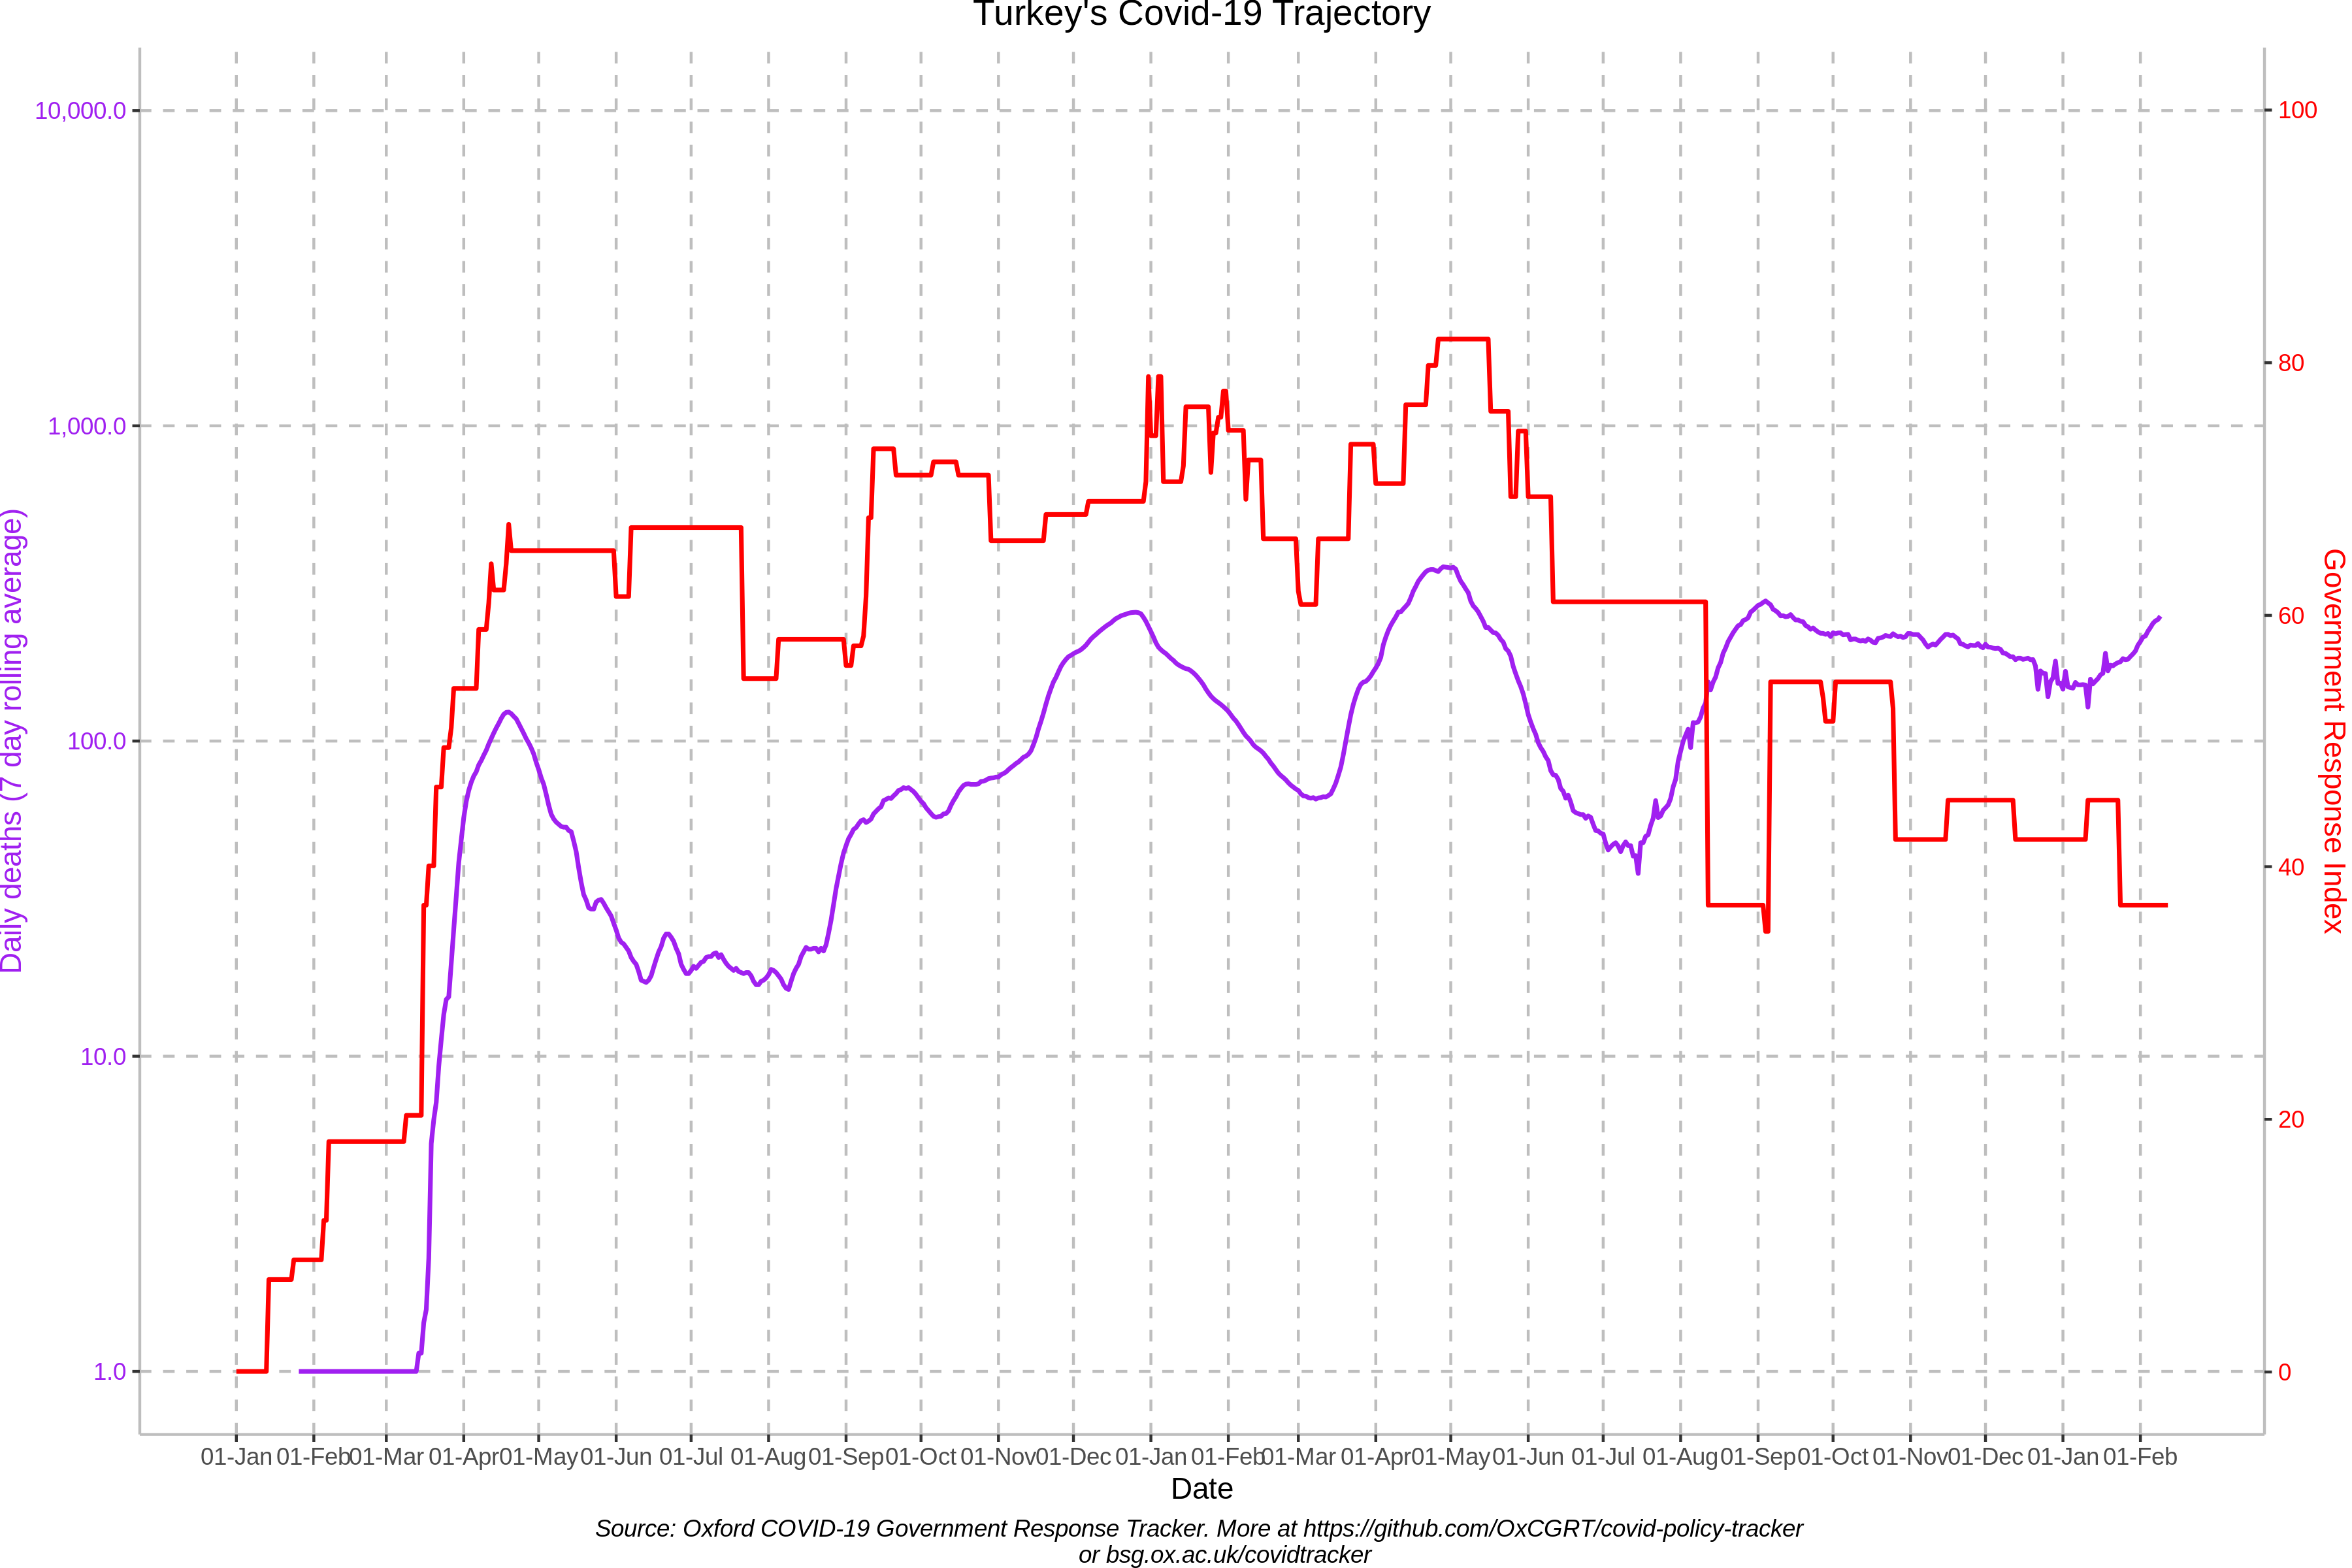 Turkey's Covid-19 Trajectory
10,000.0
1,000.0
100.0
10.0
1.0
Daily deaths (7 day rolling average)
100
80
60
40
20
0
Government Response Index
01-Jan 01-Feb 01-Mar 01-Apr 01-May 01-Jun 01-Jul 01-Aug 01-Sep 01-Oct 01-Nov 01-Dec 01-Jan 01-Feb 01-Mar 01-Apr 01-May 01-Jun 01-Jul 01-Aug 01-Sep 01-Oct 01-Nov 01-Dec 01-Jan 01-Feb
Date
Source: Oxford COVID-19 Government Response Tracker. More at https://github.com/OxCGRT/covid-policy-tracker
or bsg.ox.ac.uk/covidtracker